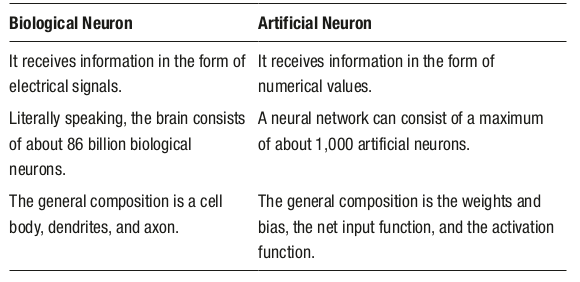 Biological Neuron
Artificial Neuron
It receives information in the form of
electrical signals.
It receives information in the form of
numerical values.
Literally speaking, the brain consists
of about 86 billion biological
neurons.
A neural network can consist of a maximum
of about 1,000 artificial neurons.
The general composition is a cell
body, dendrites, and axon.
The general composition is the weights and
bias, the net input function, and the activation
function.